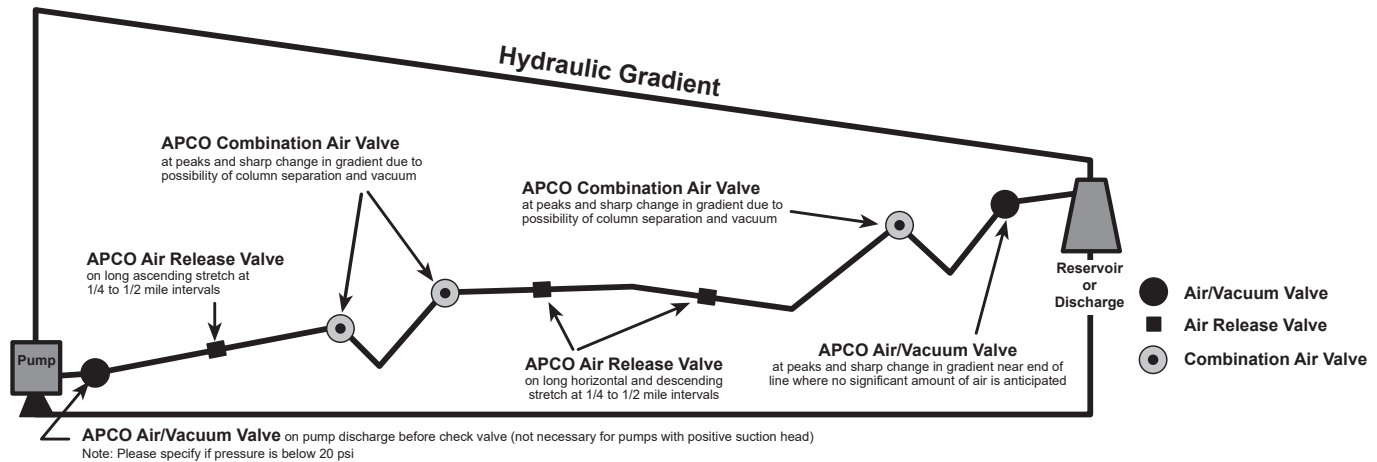 Hydraulic Gradient
APCO Combination Air Valve
at peaks and sharp change in gradient due to
possibility of column separation and vacuum
APCO Combination Air Valve
at peaks and sharp change in gradient due to
possibility of column separation and vacuum
APCO Air Release Valve
on long ascending stretch at
1/4 to 1/2 mile intervals
Reservoir
or
Discharge
Air/Vacuum Valve
Air Release Valve
Combination Air Valve
Pump
APCO Air Release Valve
on long horizontal and descending
stretch at 1/4 to 1/2 mile intervals
APCO Air/Vacuum Valve
at peaks and sharp change in gradient near end of
line where no significant amount of air is anticipated
APCO Air/Vacuum Valve on pump discharge before check valve (not necessary for pumps with positive suction head)
Note: Please specify if pressure is below 20 psi